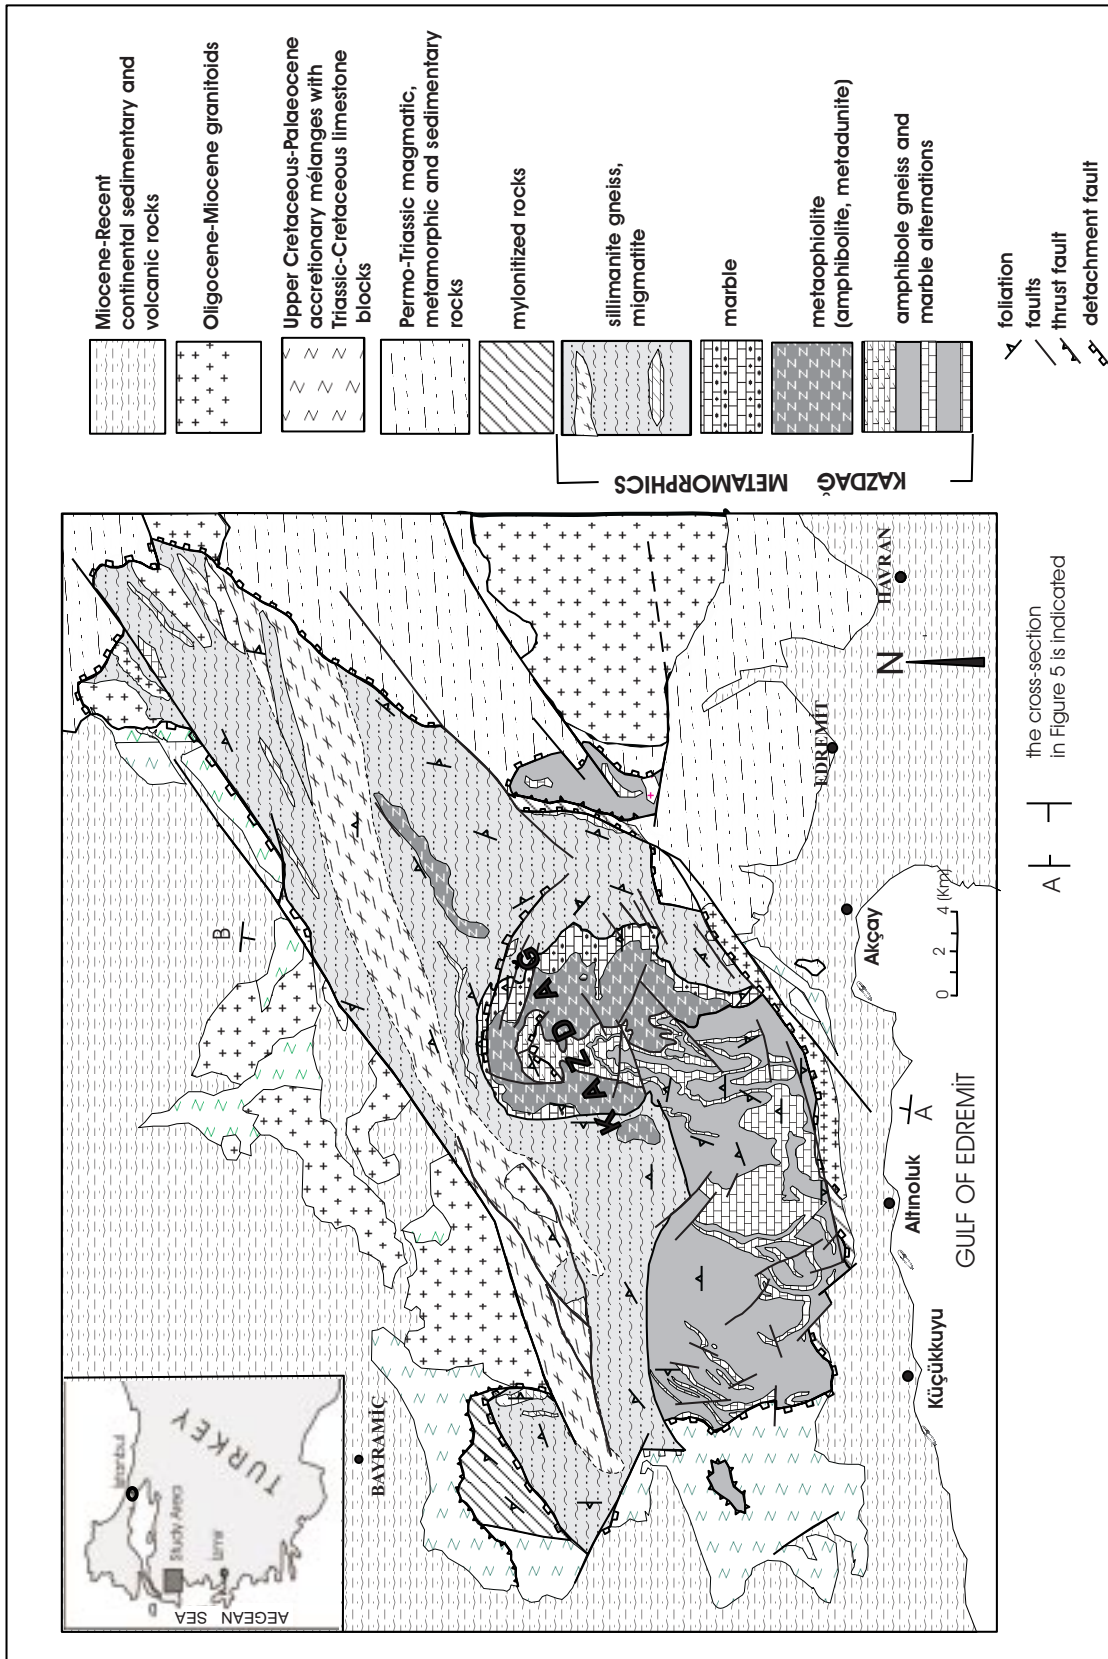 Miocene-Recent
continental sedimentary and
volcanic rocks
Oligocene-Miocene granitoids
Upper Cretaceous-Palaeocene
accretionary mélanges with
Triassic-Cretaceous limestone
blocks
Permo-Triassic magmatic,
metamorphic and sedimentary
rocks
mylonitized rocks
sillimanite gneiss,
migmatite
marble
metaophiolite
(amphibolite, metadunite)
amphibole gneiss and
marble alternations
foliation
faults
thrust fault
detachment fault
KAZDAĞ METAMORPHICS
İstanbul
TURKEY
Study Area
İzmir
AEGEAN SEA
BAYRAMİÇ
B
KAZDAĞ
HAVRAN
EDREMİT
N
Akçay
0 2 4 (Km)
A
Altınoluk
GULF OF EDREMİT
Küçükkuyu
A
the cross-section
in Figure 5 is indicated